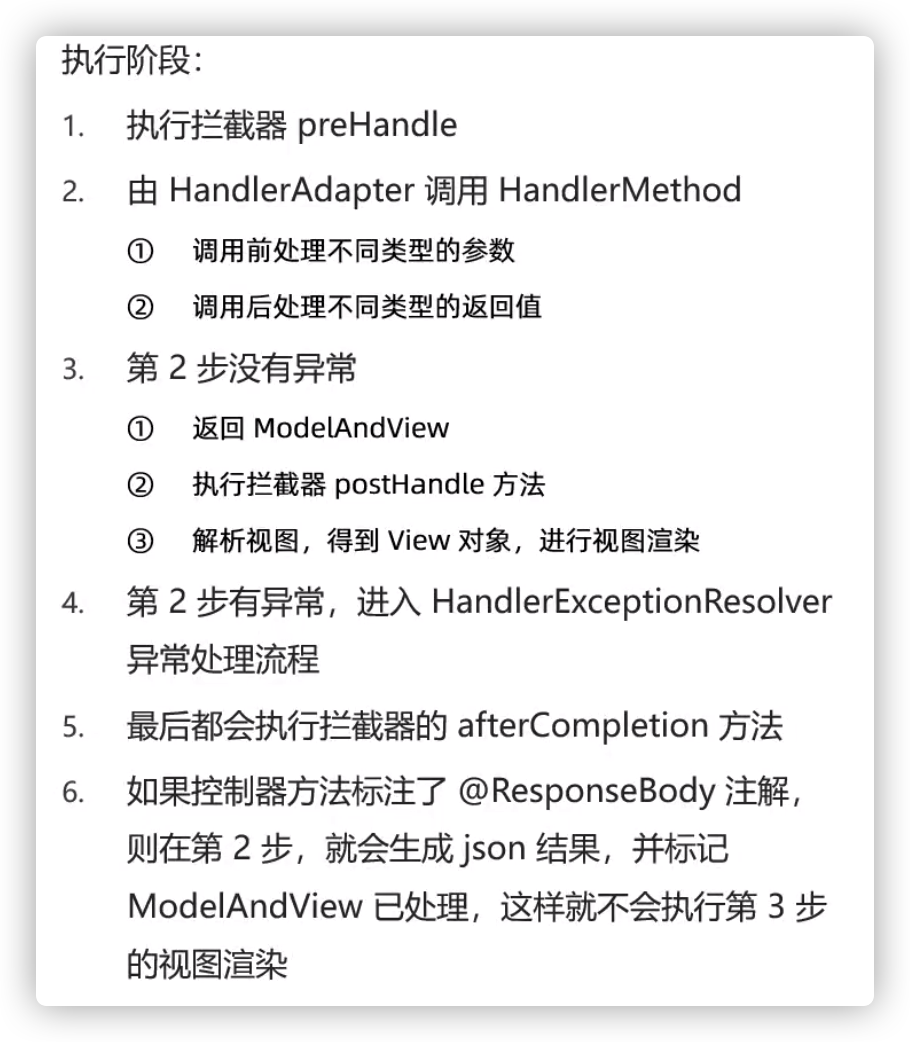 执行阶段：
1. 执行拦截器 preHandle
2. 由 HandlerAdapter 调用 HandlerMethod
① 调用前处理不同类型的参数
② 调用后处理不同类型的返回值
3. 第 2 步没有异常
① 返回 ModelAndView
② 执行拦截器 postHandle 方法
③ 解析视图，得到 View 对象，进行视图渲染
4. 第 2 步有异常，进入 HandlerExceptionResolver
异常处理流程
5. 最后都会执行拦截器的 afterCompletion 方法
6. 如果控制器方法标注了 @ResponseBody 注解，
则在第 2 步，就会生成 json 结果，并标记
ModelAndView 已处理，这样就不会执行第 3 步
的视图渲染